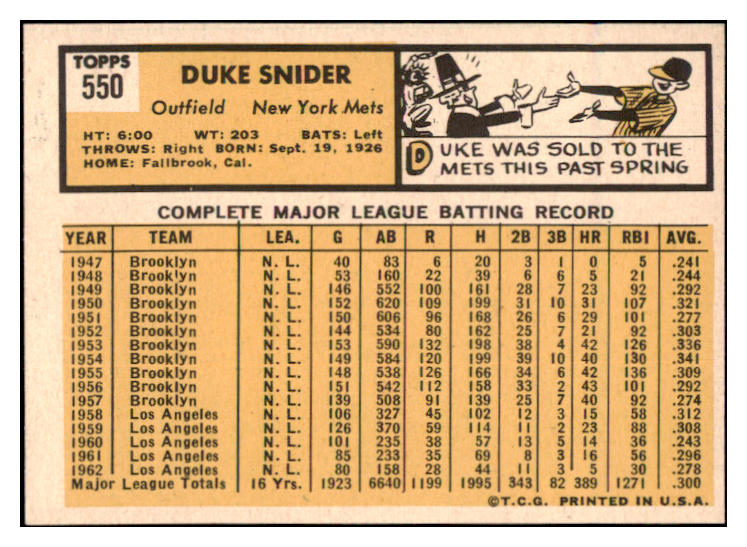 TOPPS
550
DUKE SNIDER
Outfield New York Mets
HT: 6:00 WT: 203 BATS: Left
THROWS: Right BORN: Sept. 19, 1926
HOME: Fallbrook, Cal.
DUKE WAS SOLD TO THE
METS THIS PAST SPRING
COMPLETE MAJOR LEAGUE BATTING RECORD
YEAR TEAM LEA. G AB R H 2B 3B HR RBI AVG.
1947 Brooklyn N. L. 40 83 6 20 3 1 0 5 .241
1948 Brooklyn N. L. 53 160 22 39 6 6 5 21 .244
1949 Brooklyn N. L. 146 552 100 161 28 7 23 92 .292
1950 Brooklyn N. L. 152 620 109 199 31 10 31 107 .321
1951 Brooklyn N. L. 150 606 96 168 26 6 29 101 .277
1952 Brooklyn N. L. 144 534 80 162 25 7 21 92 .303
1953 Brooklyn N. L. 153 590 132 198 38 4 42 126 .336
1954 Brooklyn N. L. 149 584 120 199 39 10 40 130 .341
1955 Brooklyn N. L. 148 538 126 166 34 6 42 136 .309
1956 Brooklyn N. L. 151 542 112 158 33 2 43 101 .292
1957 Brooklyn N. L. 139 508 91 139 25 7 40 92 .274
1958 Los Angeles N. L. 106 327 45 102 12 3 15 58 .312
1959 Los Angeles N. L. 126 370 59 114 11 2 23 88 .308
1960 Los Angeles N. L. 101 235 38 57 13 5 14 36 .243
1961 Los Angeles N. L. 85 233 35 69 8 3 16 56 .296
1962 Los Angeles N. L. 80 158 28 44 11 3 5 30 .278
Major League Totals 16 Yrs. 1923 6640 1199 1995 343 82 389 1271 .300
©T.C.G. PRINTED IN U.S.A.